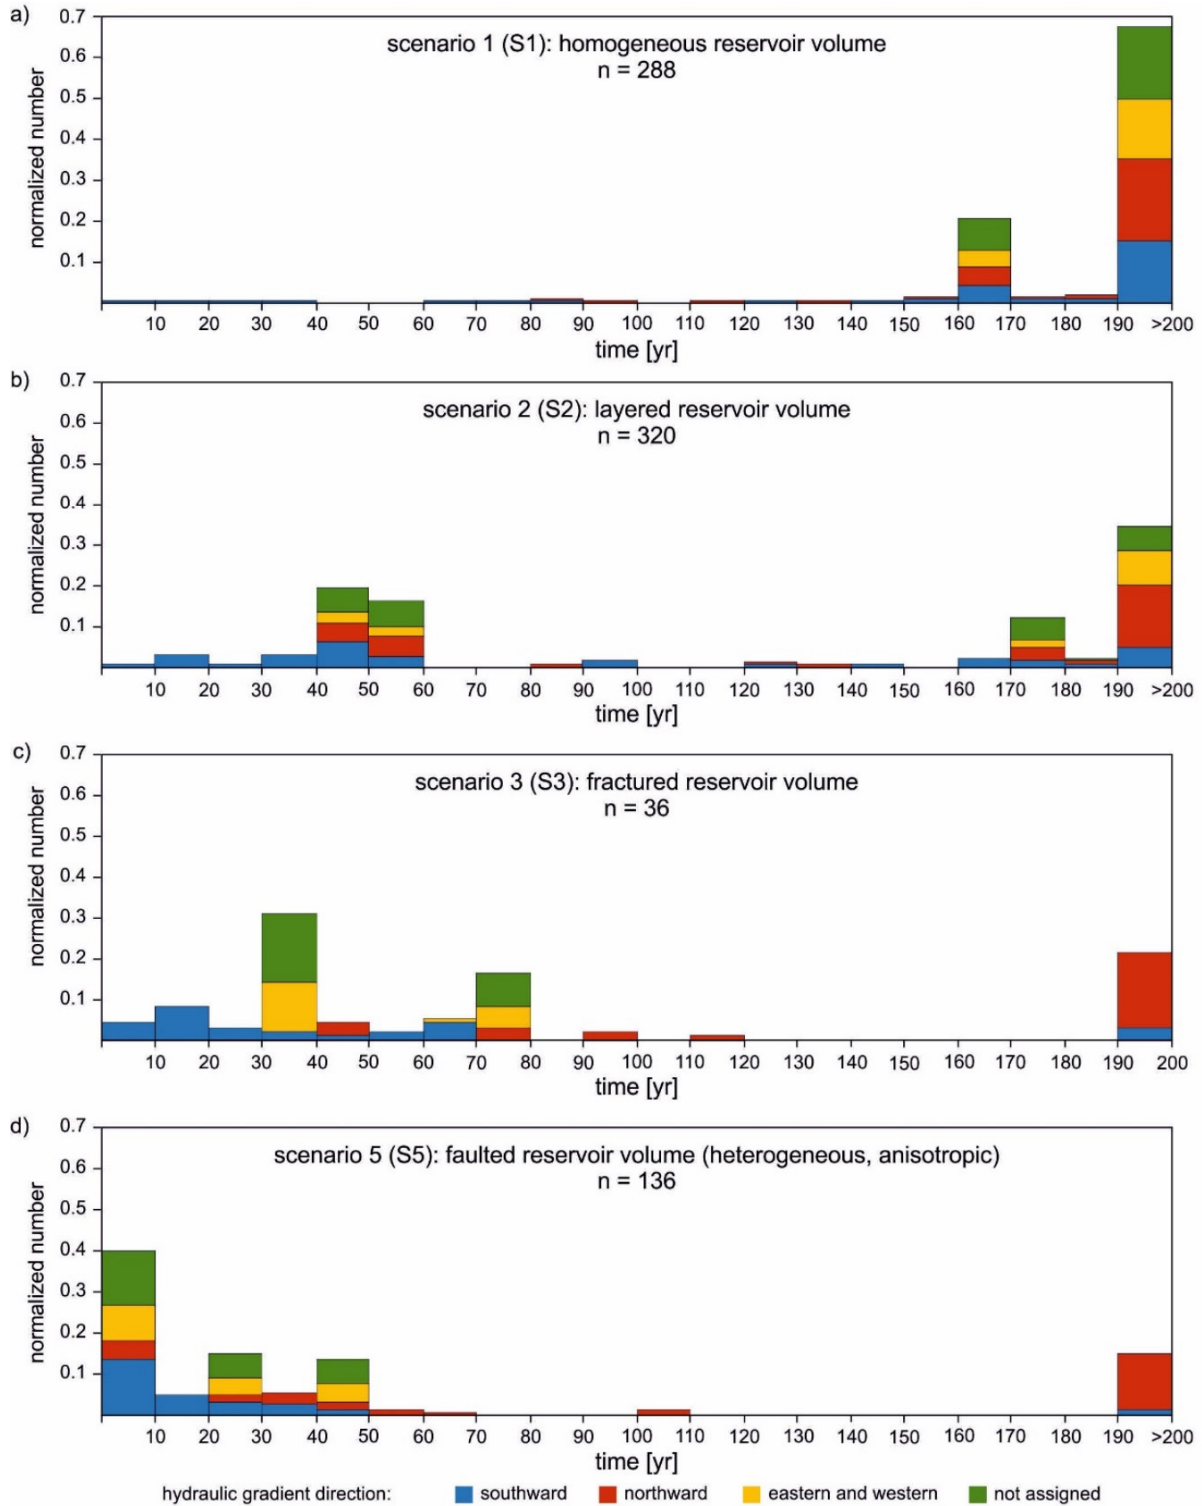 a)
scenario 1 (S1): homogeneous reservoir volume
n = 288
normalized number
0.7
0.6
0.5
0.4
0.3
0.2
0.1
10 20 30 40 50 60 70 80 90 100 110 120 130 140 150 160 170 180 190 >200
time [yr]
b)
scenario 2 (S2): layered reservoir volume
n = 320
normalized number
0.7
0.6
0.5
0.4
0.3
0.2
0.1
10 20 30 40 50 60 70 80 90 100 110 120 130 140 150 160 170 180 190 >200
time [yr]
c)
scenario 3 (S3): fractured reservoir volume
n = 36
normalized number
0.7
0.6
0.5
0.4
0.3
0.2
0.1
10 20 30 40 50 60 70 80 90 100 110 120 130 140 150 160 170 180 190 200
time [yr]
d)
scenario 5 (S5): faulted reservoir volume (heterogeneous, anisotropic)
n = 136
normalized number
0.7
0.6
0.5
0.4
0.3
0.2
0.1
10 20 30 40 50 60 70 80 90 100 110 120 130 140 150 160 170 180 190 >200
time [yr]
hydraulic gradient direction: southward northward eastern and western not assigned